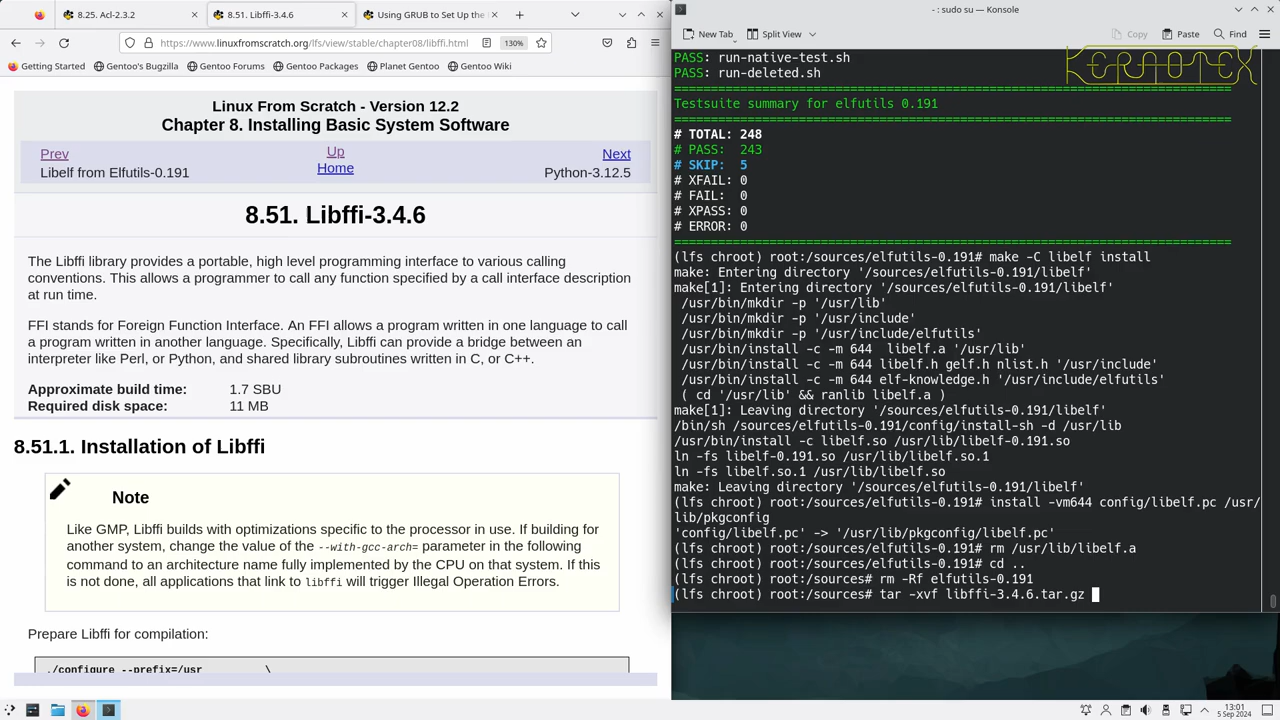 8.25. Acl-2.3.2
8.51. Libffi-3.4.6
Using GRUB to Set Up the
https://www.linuxfromscratch.org/lfs/view/stable/chapter08/libffi.html
130%
Getting Started
Gentoo's Bugzilla
Gentoo Forums
Gentoo Packages
Planet Gentoo
Gentoo Wiki
Linux From Scratch - Version 12.2
Chapter 8. Installing Basic System Software
Prev
Up
Next
Libelf from Elfutils-0.191
Home
Python-3.12.5
8.51. Libffi-3.4.6
The Libffi library provides a portable, high level programming interface to various calling
conventions. This allows a programmer to call any function specified by a call interface description
at run time.
FFI stands for Foreign Function Interface. An FFI allows a program written in one language to call
a program written in another language. Specifically, Libffi can provide a bridge between an
interpreter like Perl, or Python, and shared library subroutines written in C, or C++.
Approximate build time: 1.7 SBU
Required disk space: 11 MB
8.51.1. Installation of Libffi
Note
Like GMP, Libffi builds with optimizations specific to the processor in use. If building for
another system, change the value of the --with-gcc-arch= parameter in the following
command to an architecture name fully implemented by the CPU on that system. If this
is not done, all applications that link to libffi will trigger Illegal Operation Errors.
Prepare Libffi for compilation:
./configure --prefix=/usr \
- : sudo su — Konsole
New Tab
Split View
Copy
Paste
Find
KERNOTEX
PASS: run-native-test.sh
PASS: run-deleted.sh
============================================================================
Testsuite summary for elfutils 0.191
============================================================================
# TOTAL: 248
# PASS: 243
# SKIP: 5
# XFAIL: 0
# FAIL: 0
# XPASS: 0
# ERROR: 0
============================================================================
(lfs chroot) root:/sources/elfutils-0.191# make -C libelf install
make: Entering directory '/sources/elfutils-0.191/libelf'
make[1]: Entering directory '/sources/elfutils-0.191/libelf'
/usr/bin/mkdir -p '/usr/lib'
/usr/bin/mkdir -p '/usr/include'
/usr/bin/mkdir -p '/usr/include/elfutils'
/usr/bin/install -c -m 644  libelf.a '/usr/lib'
/usr/bin/install -c -m 644 libelf.h gelf.h nlist.h '/usr/include'
/usr/bin/install -c -m 644 elf-knowledge.h '/usr/include/elfutils'
( cd '/usr/lib' && ranlib libelf.a )
make[1]: Leaving directory '/sources/elfutils-0.191/libelf'
/bin/sh /sources/elfutils-0.191/config/install-sh -d /usr/lib
/usr/bin/install -c libelf.so /usr/lib/libelf-0.191.so
ln -fs libelf-0.191.so /usr/lib/libelf.so.1
ln -fs libelf.so.1 /usr/lib/libelf.so
make: Leaving directory '/sources/elfutils-0.191/libelf'
(lfs chroot) root:/sources/elfutils-0.191# install -vm644 config/libelf.pc /usr/
lib/pkgconfig
'config/libelf.pc' -> '/usr/lib/pkgconfig/libelf.pc'
(lfs chroot) root:/sources/elfutils-0.191# rm /usr/lib/libelf.a
(lfs chroot) root:/sources/elfutils-0.191# cd ..
(lfs chroot) root:/sources# rm -Rf elfutils-0.191
(lfs chroot) root:/sources# tar -xvf libffi-3.4.6.tar.gz
13:01
5 Sep 2024